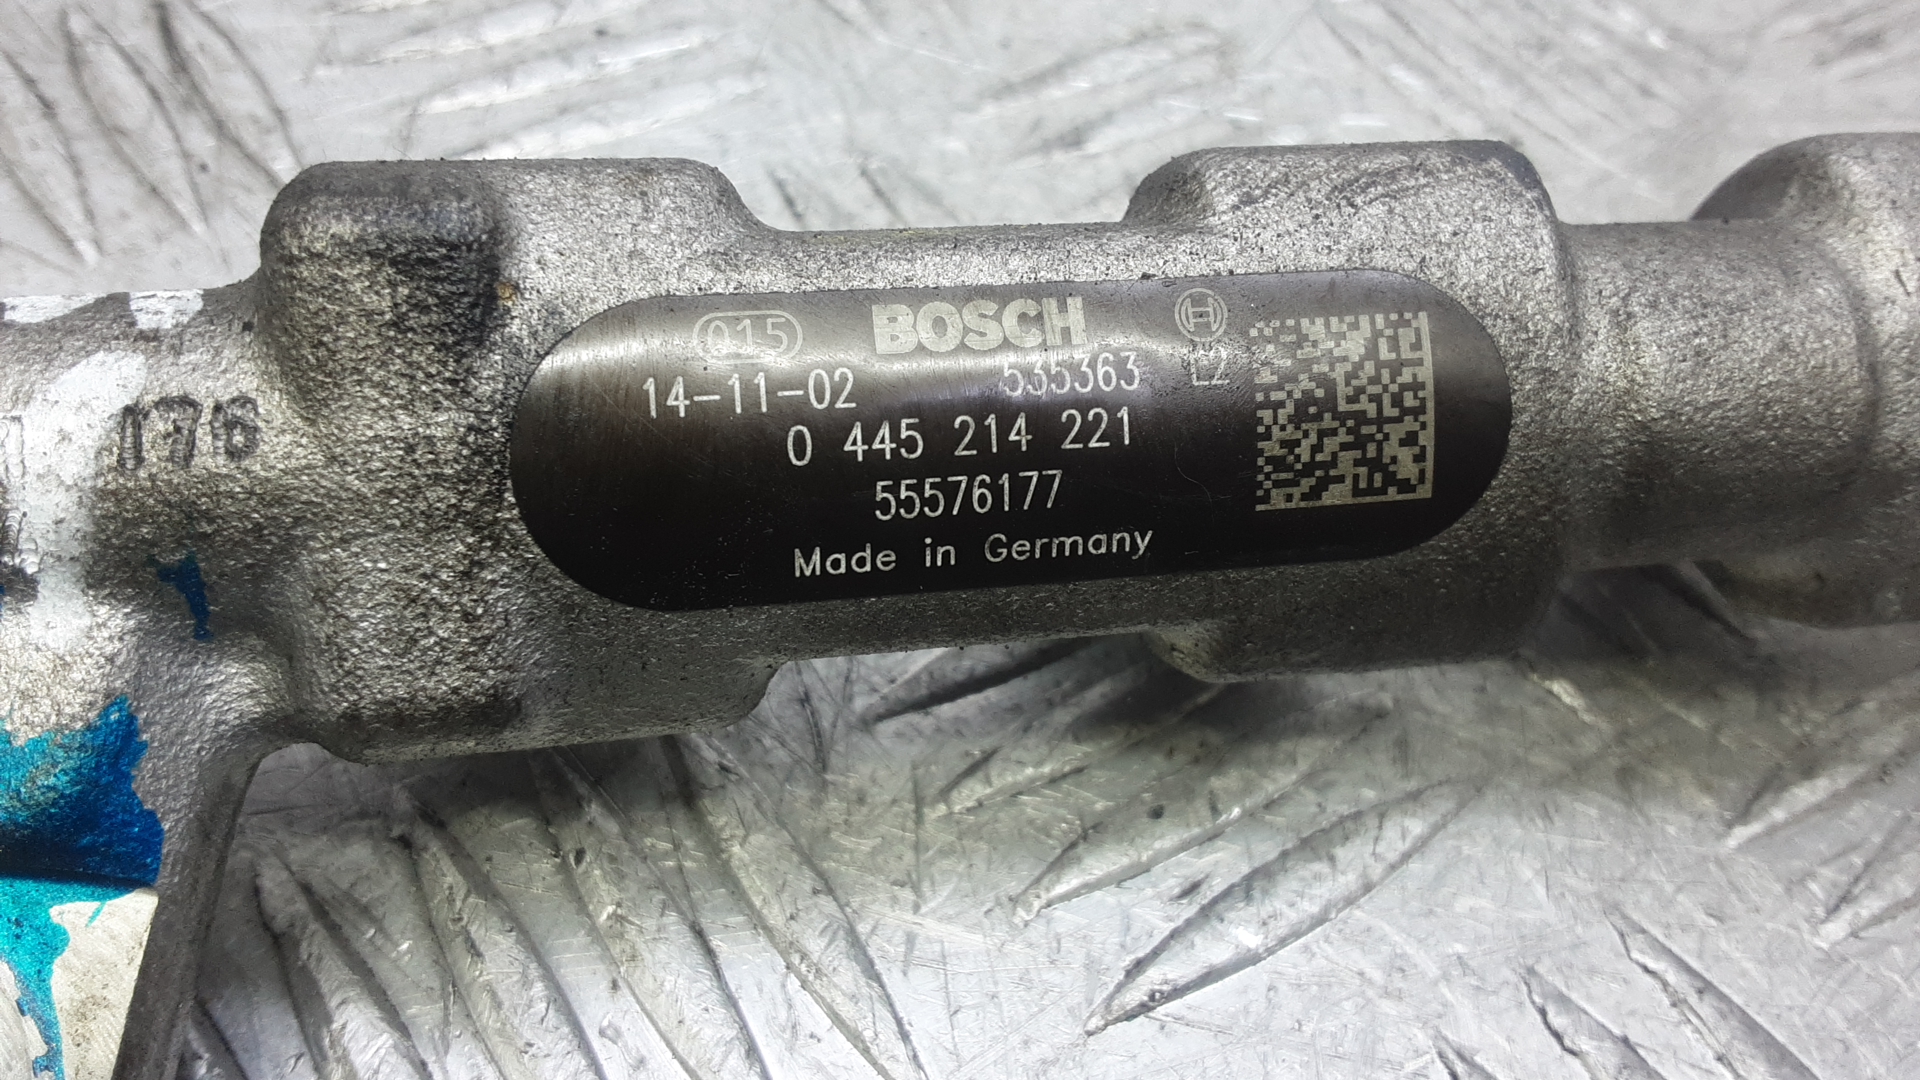 015 BOSCH
14-11-02 535363 L2
176
0 445 214 221
55576177
Made in Germany